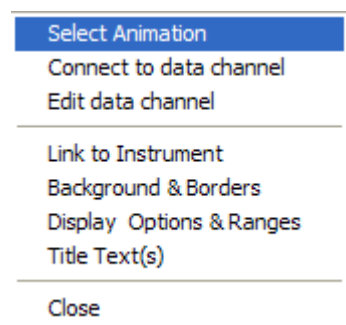 Select Animation
Connect to data channel
Edit data channel
Link to Instrument
Background & Borders
Display  Options & Ranges
Title Text(s)
Close